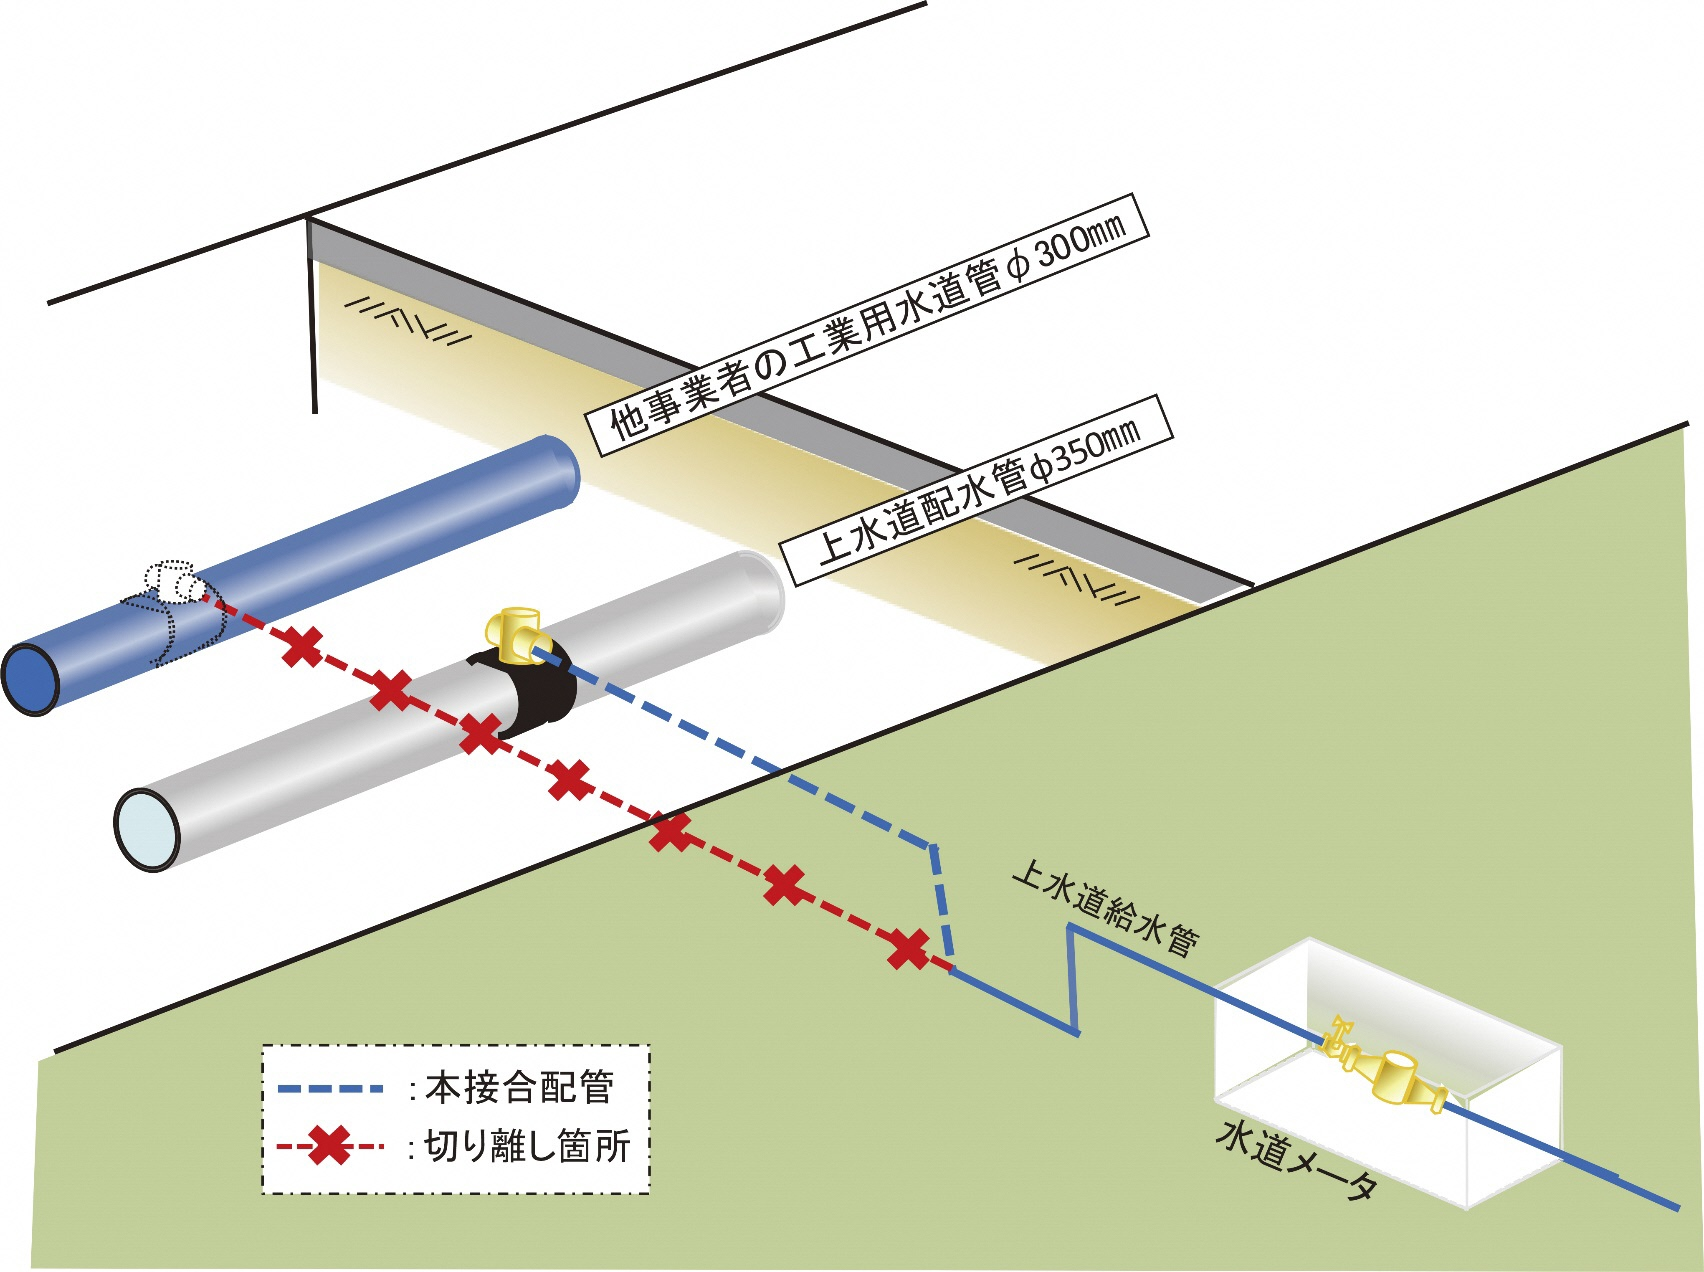 他事業者の工業用水道管φ300㎜
上水道配水管φ350㎜
上水道給水管
水道メータ
：本接合配管
：切り離し箇所